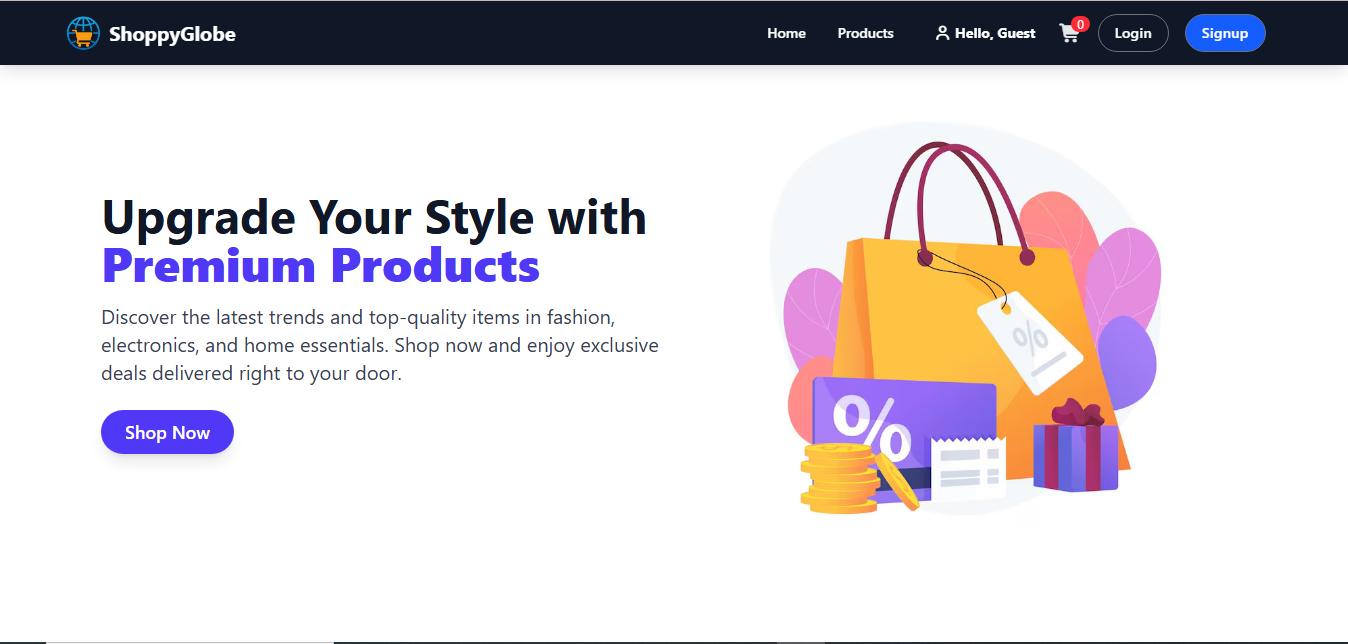 ShoppyGlobe
Home
Products
Hello, Guest
0
Login
Signup
Upgrade Your Style with
Premium Products
Discover the latest trends and top-quality items in fashion,
electronics, and home essentials. Shop now and enjoy exclusive
deals delivered right to your door.
Shop Now
%
%